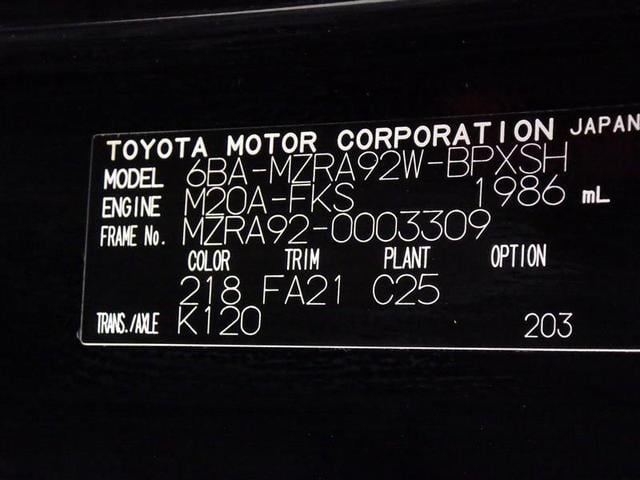 TOYOTA MOTOR CORPORATION JAPAN
MODEL 6BA-MZRA92W-BPXSH
ENGINE M20A-FKS 1986 mL
FRAME No. MZRA92-0003309
COLOR TRIM PLANT OPTION
218 FA21 C25
TRANS./AXLE K120 203